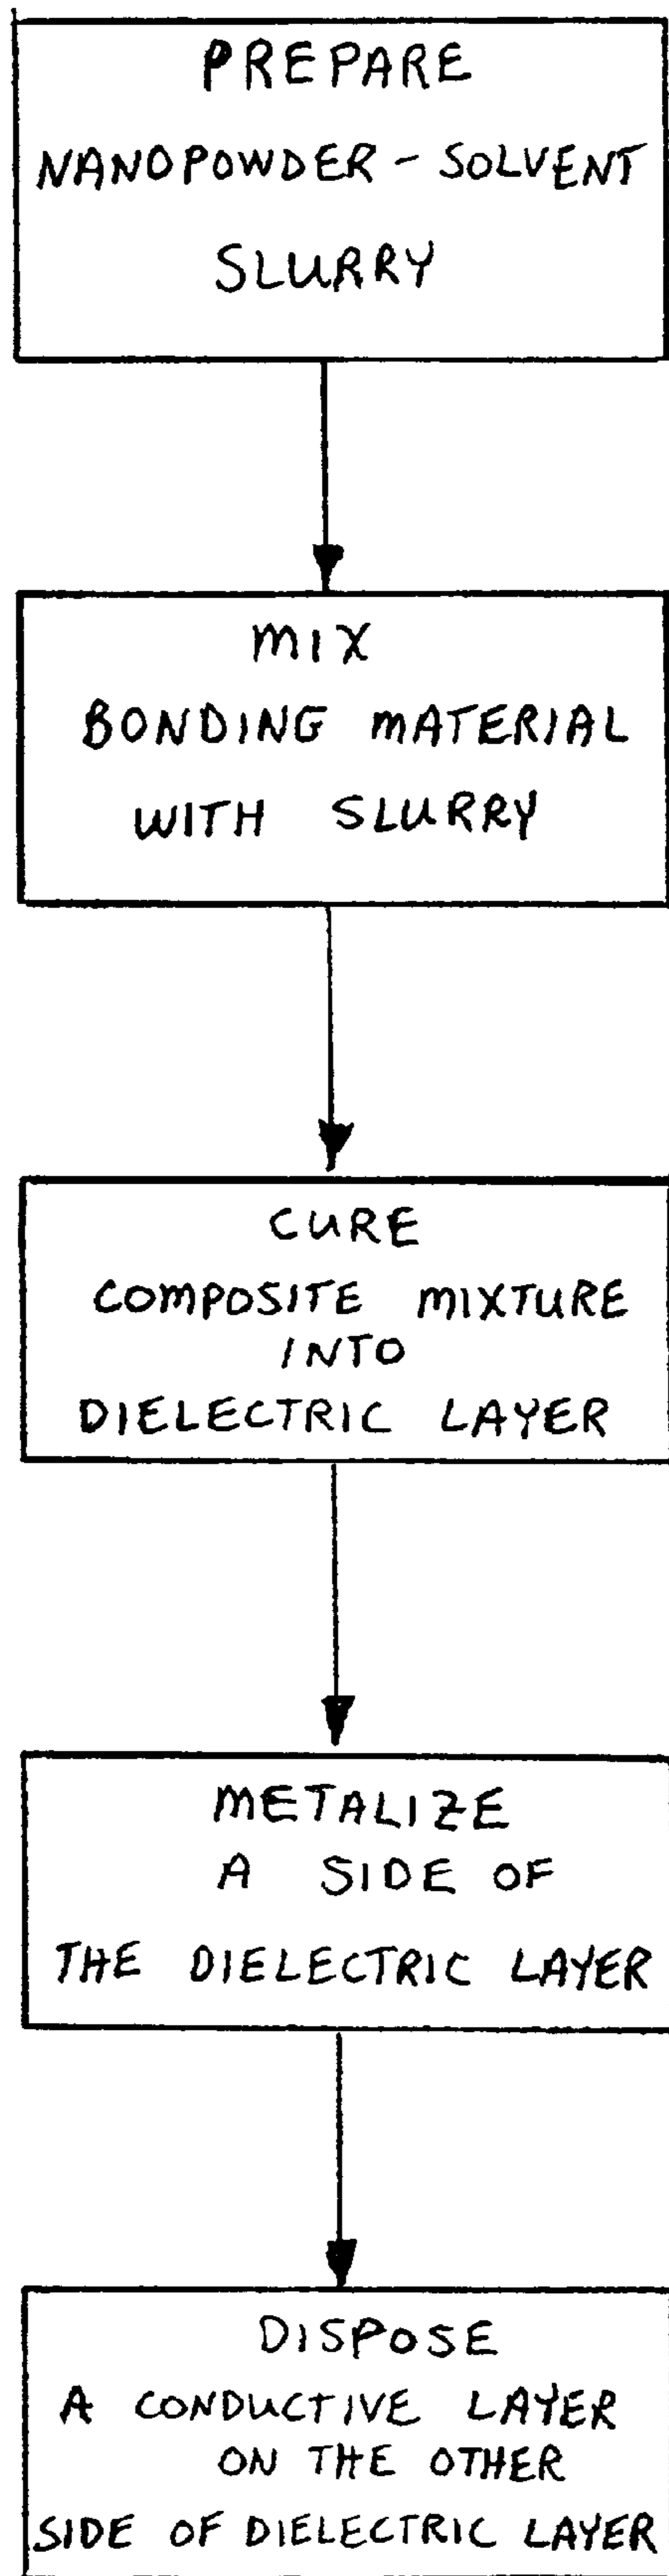 PREPARE
NANOPOWDER - SOLVENT
SLURRY
MIX
BONDING MATERIAL
WITH SLURRY
CURE
COMPOSITE MIXTURE
INTO
DIELECTRIC LAYER
METALIZE
A SIDE OF
THE DIELECTRIC LAYER
DISPOSE
A CONDUCTIVE LAYER
ON THE OTHER
SIDE OF DIELECTRIC LAYER